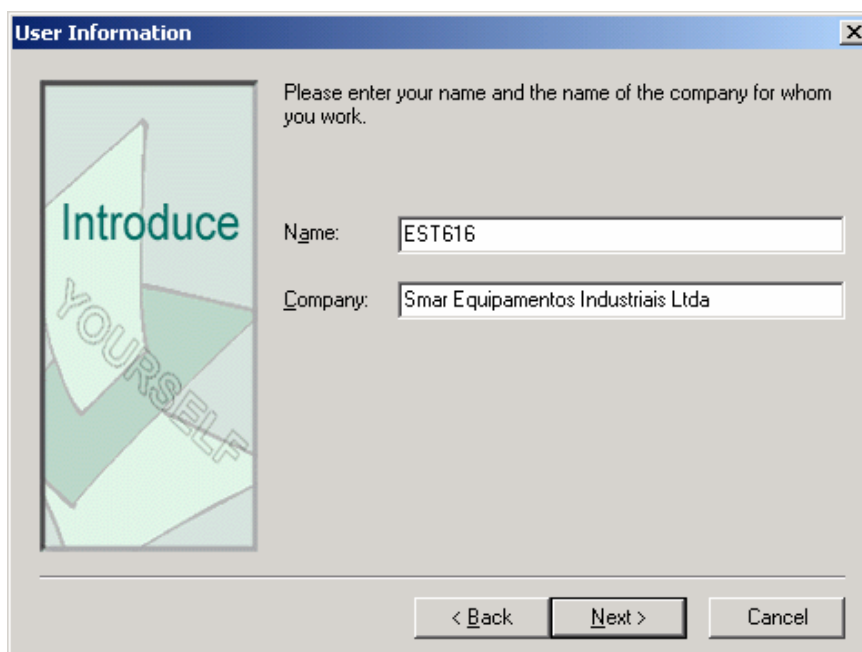 User Information
Please enter your name and the name of the company for whom
you work.
Introduce
YOURSELF
Name:
EST616
Company:
Smar Equipamentos Industriais Ltda
< Back
Next >
Cancel